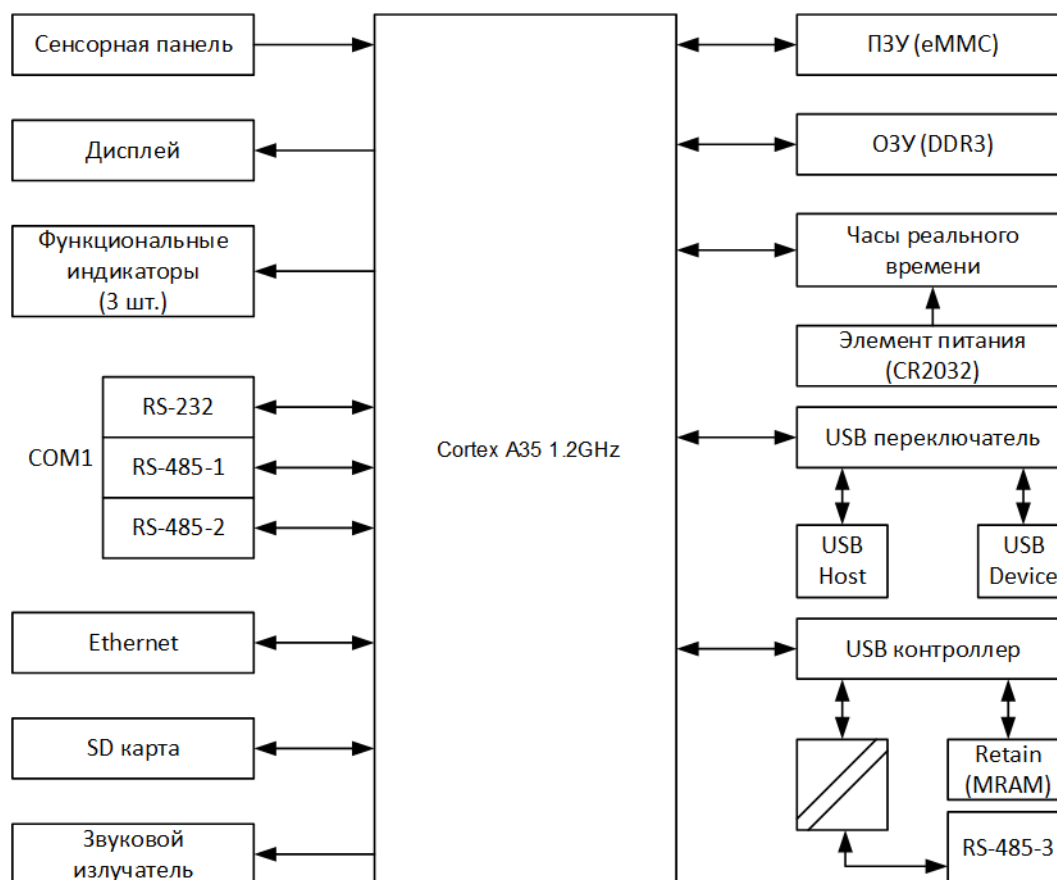 Сенсорная панель
Дисплей
Функциональные
индикаторы
(3 шт.)
COM1
RS-232
RS-485-1
RS-485-2
Ethernet
SD карта
Звуковой
излучатель
Cortex A35 1.2GHz
ПЗУ (eMMC)
ОЗУ (DDR3)
Часы реального
времени
Элемент питания
(CR2032)
USB переключатель
USB
Host
USB
Device
USB контроллер
Retain
(MRAM)
RS-485-3